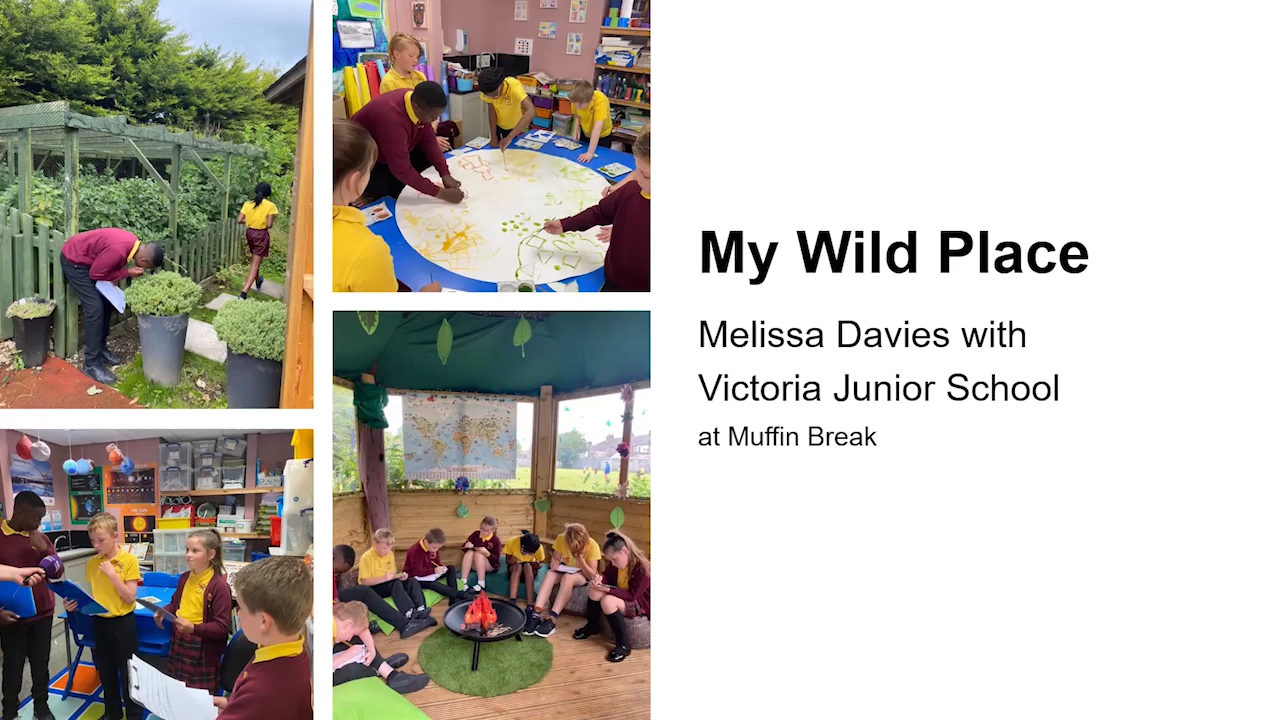 My Wild Place
Melissa Davies with
Victoria Junior School
at Muffin Break